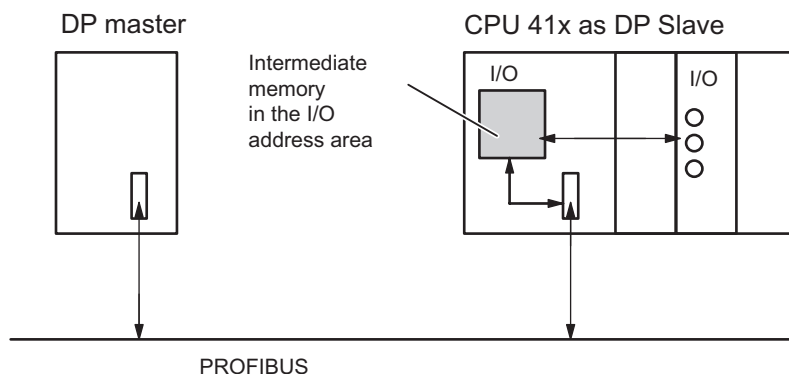 DP master
CPU 41x as DP Slave
Intermediate
memory
in the I/O
address area
I/O
I/O
PROFIBUS